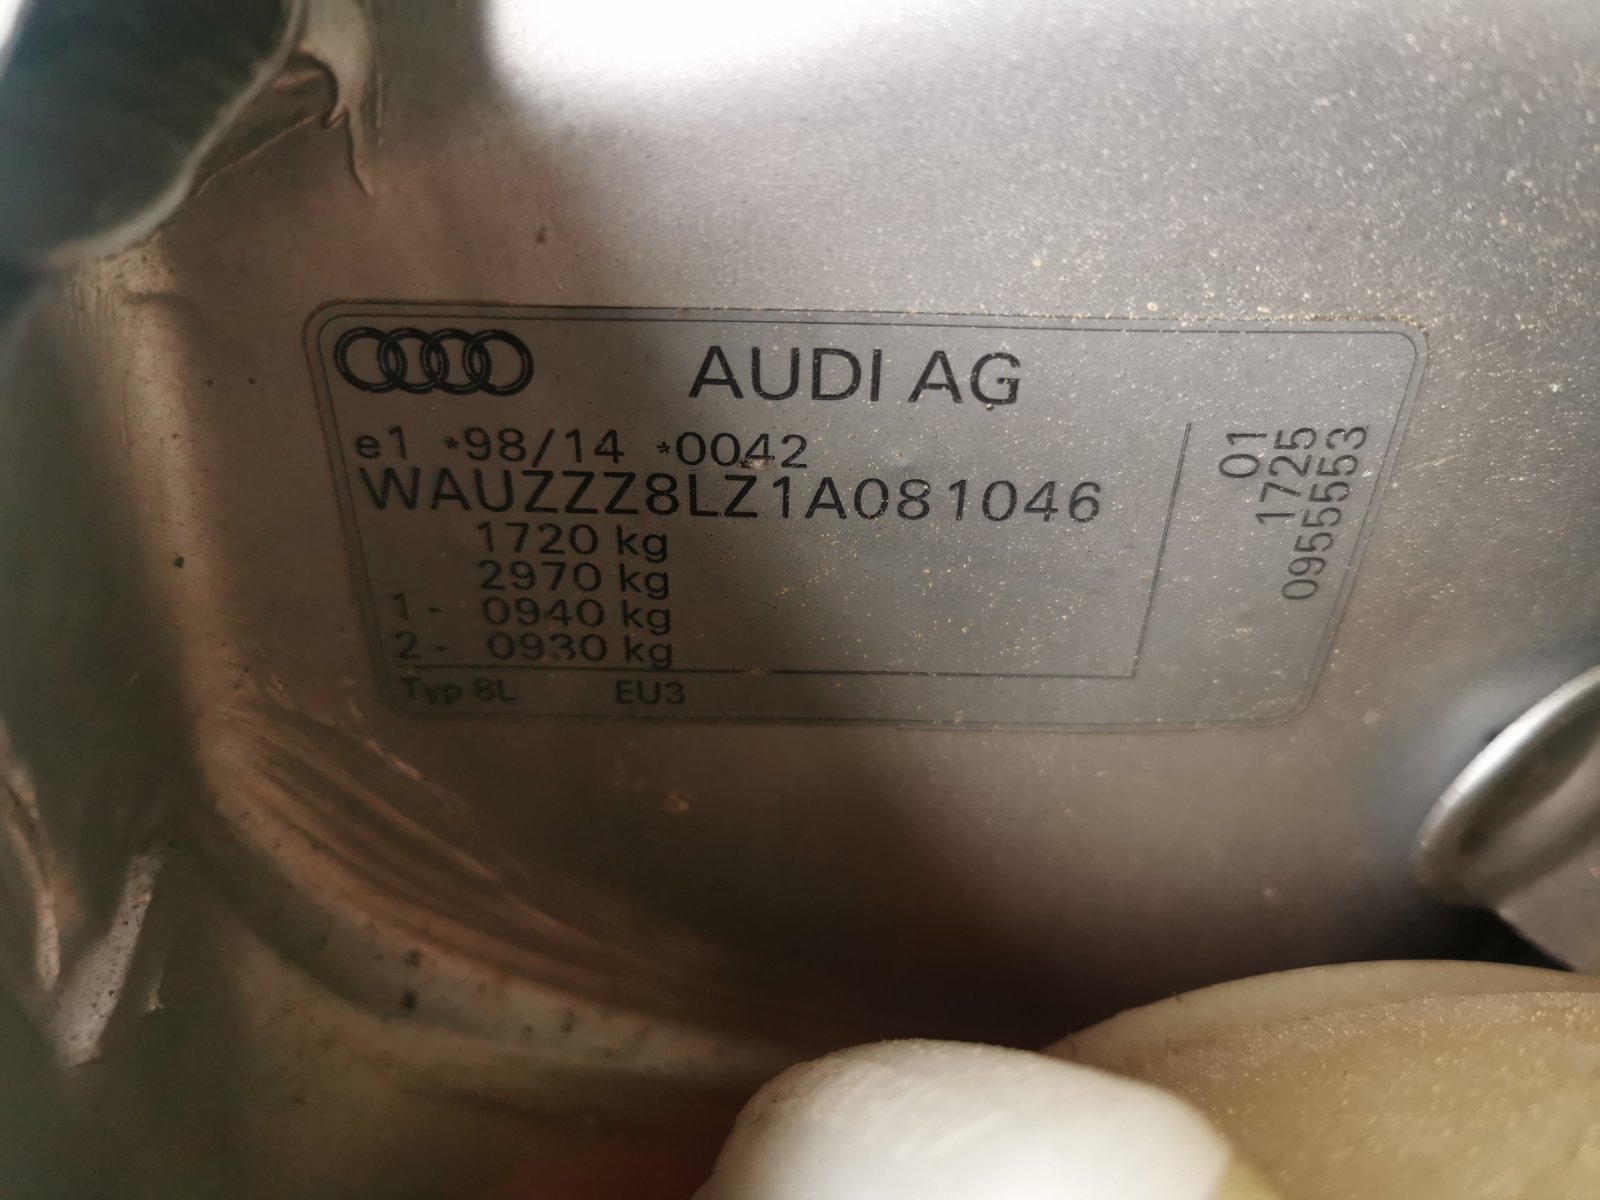 AUDI AG
e1 *98/14 *0042
WAUZZZ8LZ1A081046
1720 kg
2970 kg
1- 0940 kg
2- 0930 kg
Typ 8L EU3
01
1725
0955553